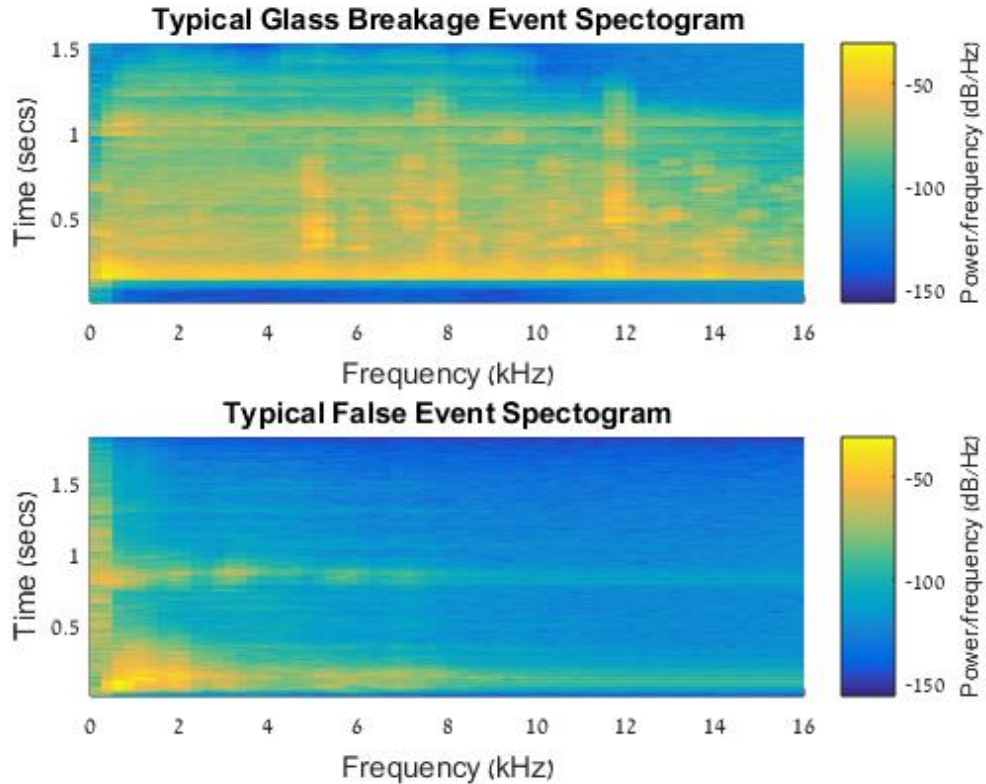 Typical Glass Breakage Event Spectogram
1.5
1
0.5
Time (secs)
0 2 4 6 8 10 12 14 16
Frequency (kHz)
-50
-100
-150
Power/frequency (dB/Hz)
Typical False Event Spectogram
1.5
1
0.5
Time (secs)
0 2 4 6 8 10 12 14 16
Frequency (kHz)
-50
-100
-150
Power/frequency (dB/Hz)